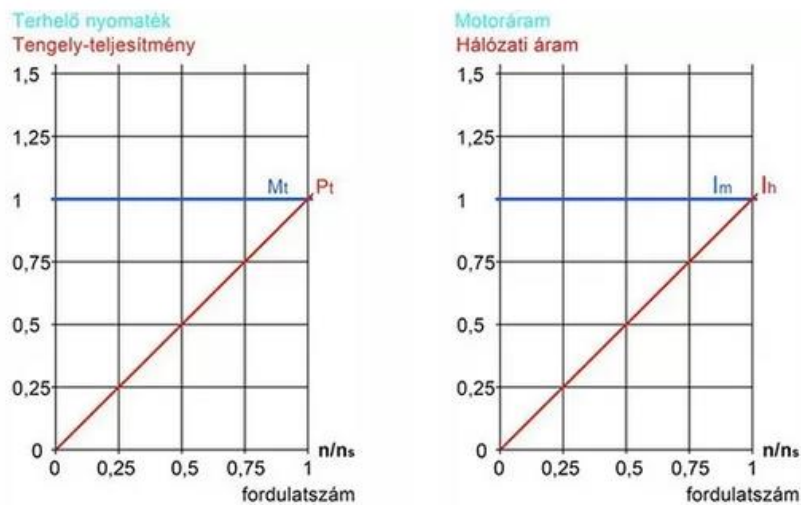 Terhelő nyomaték
Tengely-teljesítmény
1,5
1,25
1
0,75
0,5
0,25
0
Mt Pt
n/ns
0 0,25 0,5 0,75 1
fordulatszám
Motoráram
Hálózati áram
1,5
1,25
1
0,75
0,5
0,25
0
Im Ih
n/ns
0 0,25 0,5 0,75 1
fordulatszám